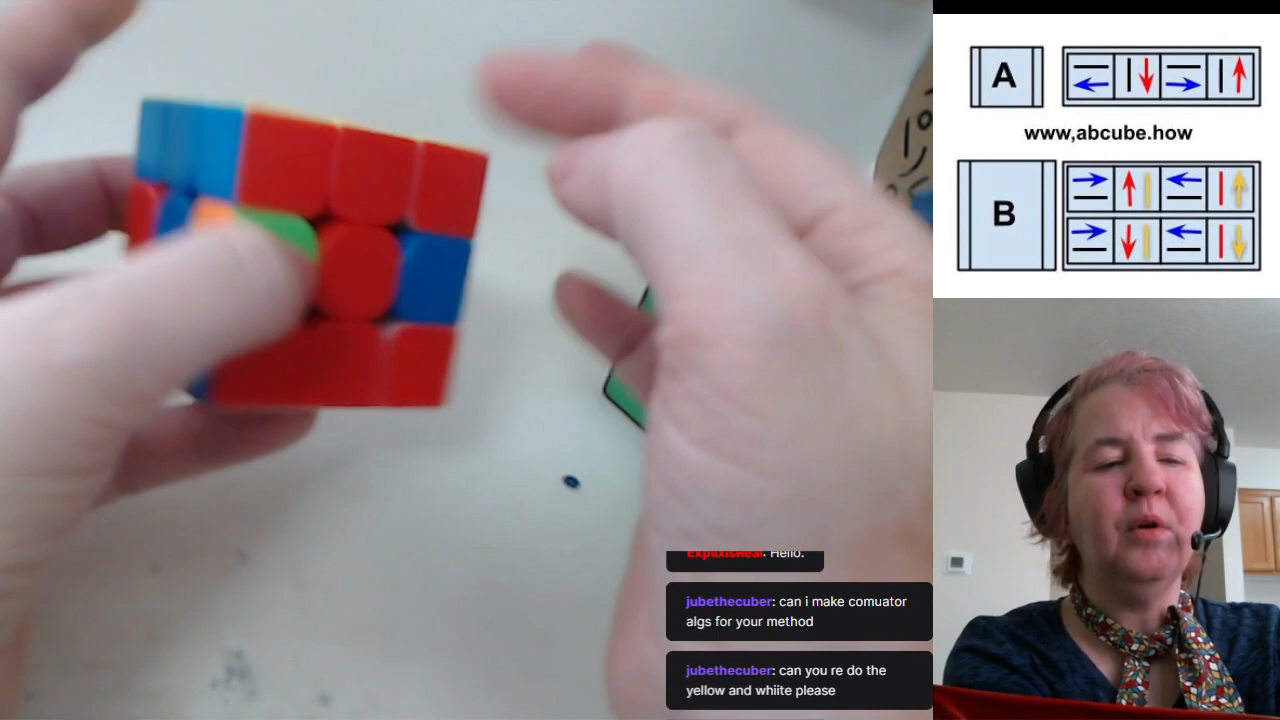 A
www,abcube.how
B
ExplixIsReal: Hello.
jubethecuber: can i make comuator
algs for your method
jubethecuber: can you re do the
yellow and whiite please